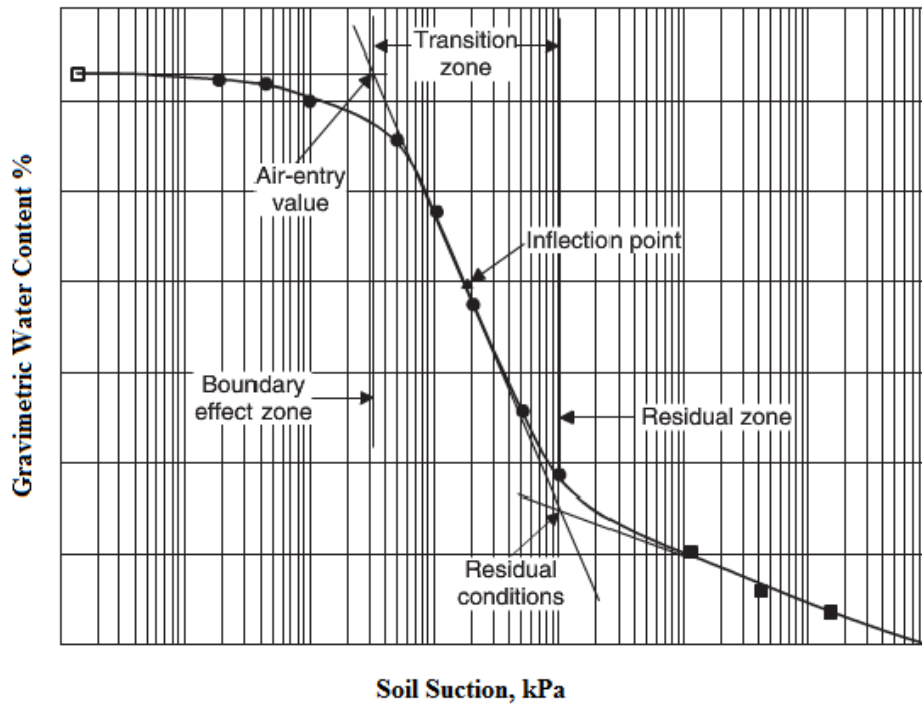 Transition
zone
Air-entry
value
Inflection point
Boundary
effect zone
Residual zone
Residual
conditions
Gravimetric Water Content %
Soil Suction, kPa